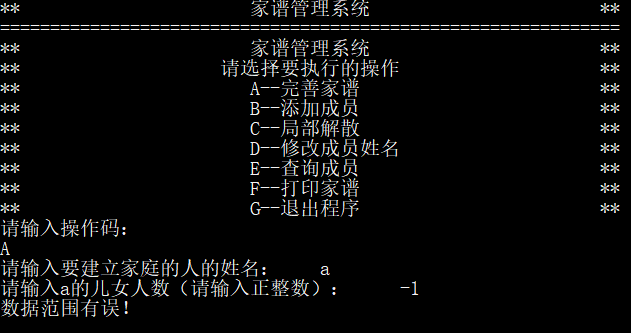 ** 家谱管理系统 **
==============================================================
** 家谱管理系统 **
** 请选择要执行的操作 **
** A--完善家谱 **
** B--添加成员 **
** C--局部解散 **
** D--修改成员姓名 **
** E--查询成员 **
** F--打印家谱 **
** G--退出程序 **
请输入操作码：
A
请输入要建立家庭的人的姓名： a
请输入a的儿女人数（请输入正整数）： -1
数据范围有误！